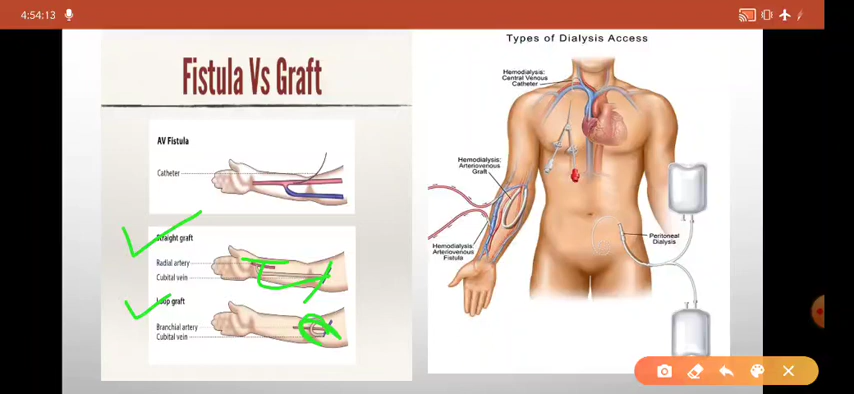 4:54:13
Fistula Vs Graft
AV Fistula
Catheter
Straight graft
Radial artery
Cubital vein
Loop graft
Branchial artery
Cubital vein
Types of Dialysis Access
Hemodialysis:
Central Venous
Catheter
Hemodialysis:
Arteriovenous
Graft
Hemodialysis
Arteriovenous
Fistula
Peritoneal
Dialysis